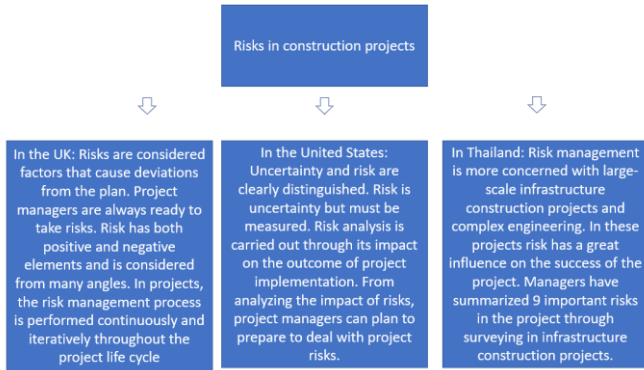 Risks in construction projects
In the UK: Risks are considered
factors that cause deviations
from the plan. Project
managers are always ready to
take risks. Risk has both
positive and negative
elements and is considered
from many angles. In projects,
the risk management process
is performed continuously and
iteratively throughout the
project life cycle
In the United States:
Uncertainty and risk are
clearly distinguished. Risk is
uncertainty but must be
measured. Risk analysis is
carried out through its impact
on the outcome of project
implementation. From
analyzing the impact of risks,
project managers can plan to
prepare to deal with project
risks.
In Thailand: Risk management
is more concerned with large-
scale infrastructure
construction projects and
complex engineering. In these
projects risk has a great
influence on the success of the
project. Managers have
summarized 9 important risks
in the project through
surveying in infrastructure
construction projects.